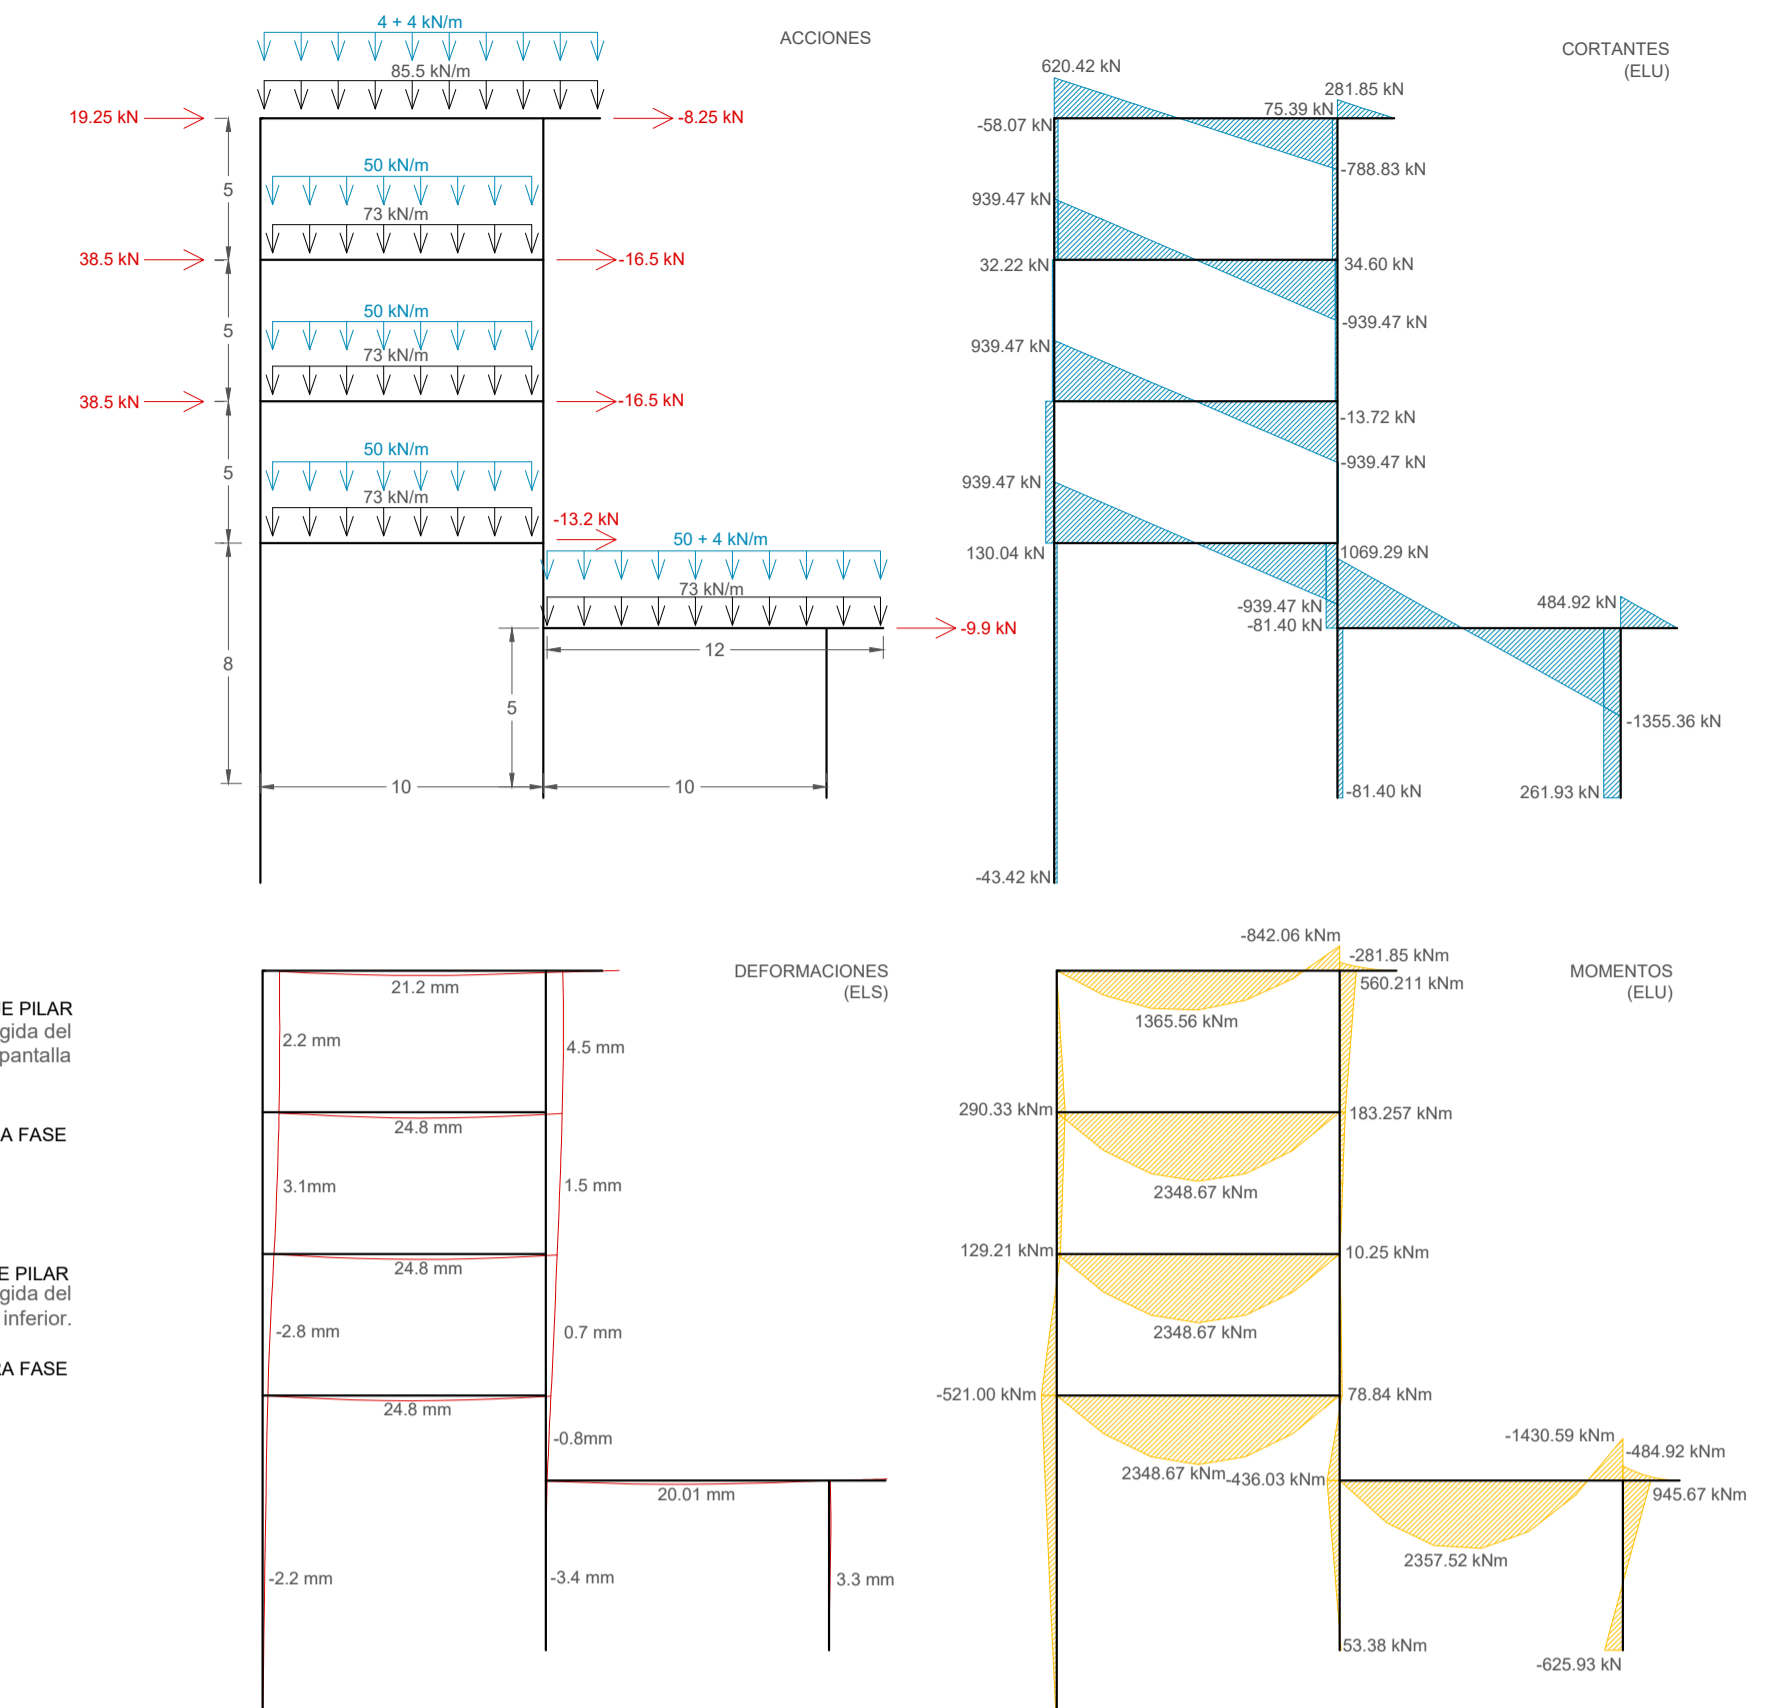 4 + 4 kN/m
85.5 kN/m
ACCIONES
19.25 kN
-8.25 kN
5
50 kN/m
73 kN/m
38.5 kN
-16.5 kN
5
50 kN/m
73 kN/m
38.5 kN
-16.5 kN
5
50 kN/m
73 kN/m
-13.2 kN
50 + 4 kN/m
73 kN/m
-9.9 kN
12
8
5
10
10
CORTANTES
(ELU)
620.42 kN
281.85 kN
75.39 kN
-58.07 kN
-788.83 kN
939.47 kN
32.22 kN
34.60 kN
-939.47 kN
939.47 kN
-13.72 kN
-939.47 kN
939.47 kN
130.04 kN
1069.29 kN
-939.47 kN
-81.40 kN
484.92 kN
-1355.36 kN
-81.40 kN
261.93 kN
-43.42 kN
E PILAR
gida del
pantalla
A FASE
E PILAR
gida del
inferior.
RA FASE
DEFORMACIONES
(ELS)
21.2 mm
2.2 mm
4.5 mm
24.8 mm
3.1mm
1.5 mm
24.8 mm
-2.8 mm
0.7 mm
24.8 mm
-0.8mm
20.01 mm
-2.2 mm
-3.4 mm
3.3 mm
MOMENTOS
(ELU)
-842.06 kNm
-281.85 kNm
560.211 kNm
1365.56 kNm
290.33 kNm
183.257 kNm
2348.67 kNm
129.21 kNm
10.25 kNm
2348.67 kNm
-521.00 kNm
78.84 kNm
2348.67 kNm
-436.03 kNm
-1430.59 kNm
-484.92 kNm
945.67 kNm
2357.52 kNm
53.38 kNm
-625.93 kN